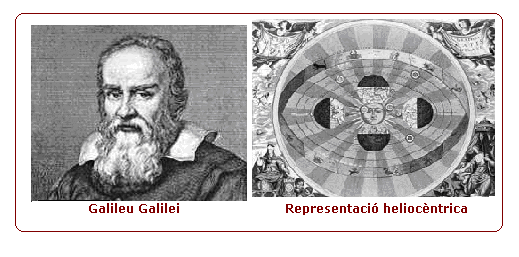 Galileu Galilei
Representació heliocèntrica